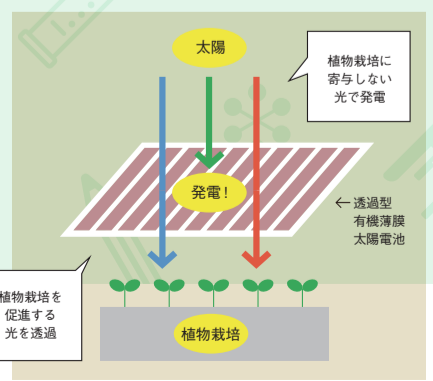 太陽
植物栽培に
寄与しない
光で発電
発電！
←透過型
有機薄膜
太陽電池
植物栽培を
促進する
光を透過
植物栽培